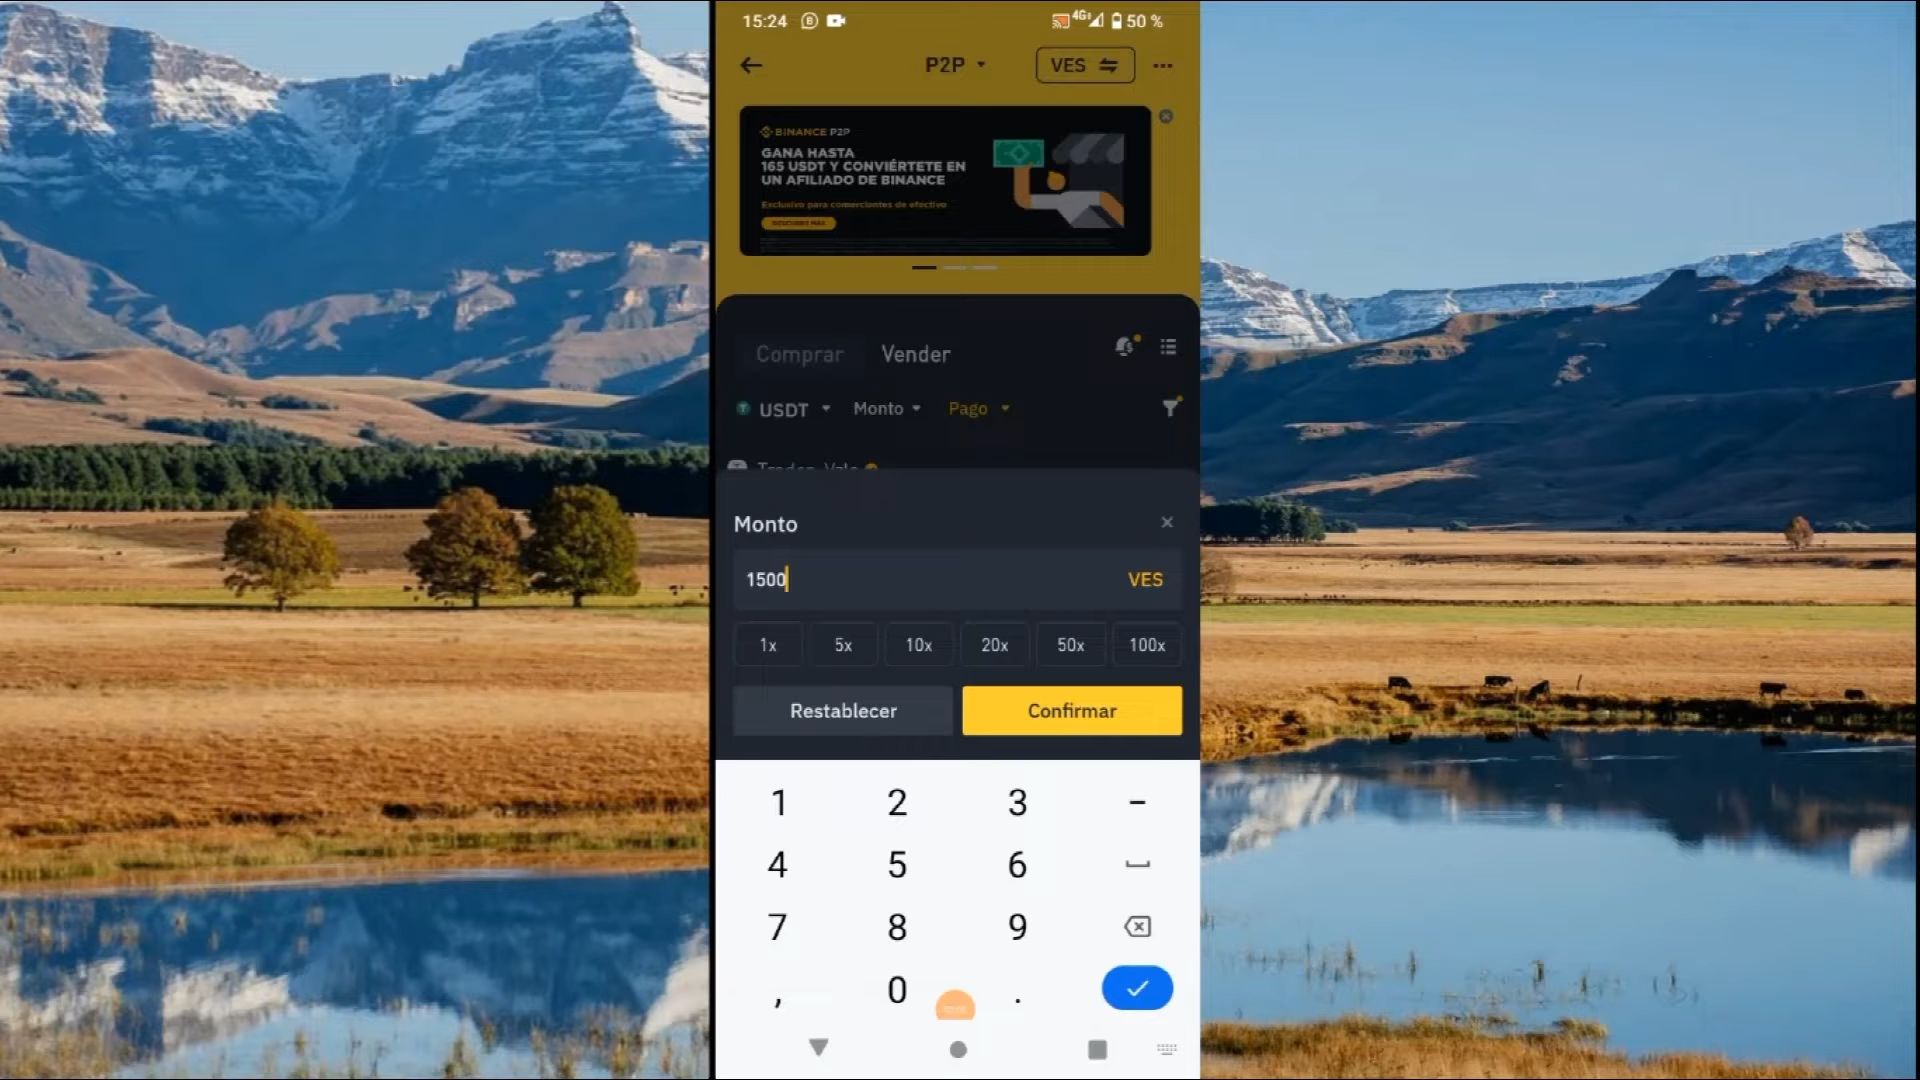 15:24 4G 50 %
P2P VES
BINANCE P2P
GANA HASTA
165 USDT Y CONVIÉRTETE EN
UN AFILIADO DE BINANCE
Exclusivo para comerciantes de efectivo
Comprar Vender
USDT Monto Pago
Monto
1500 VES
1x 5x 10x 20x 50x 100x
Restablecer Confirmar
1 2 3 -
4 5 6
7 8 9
, 0 .